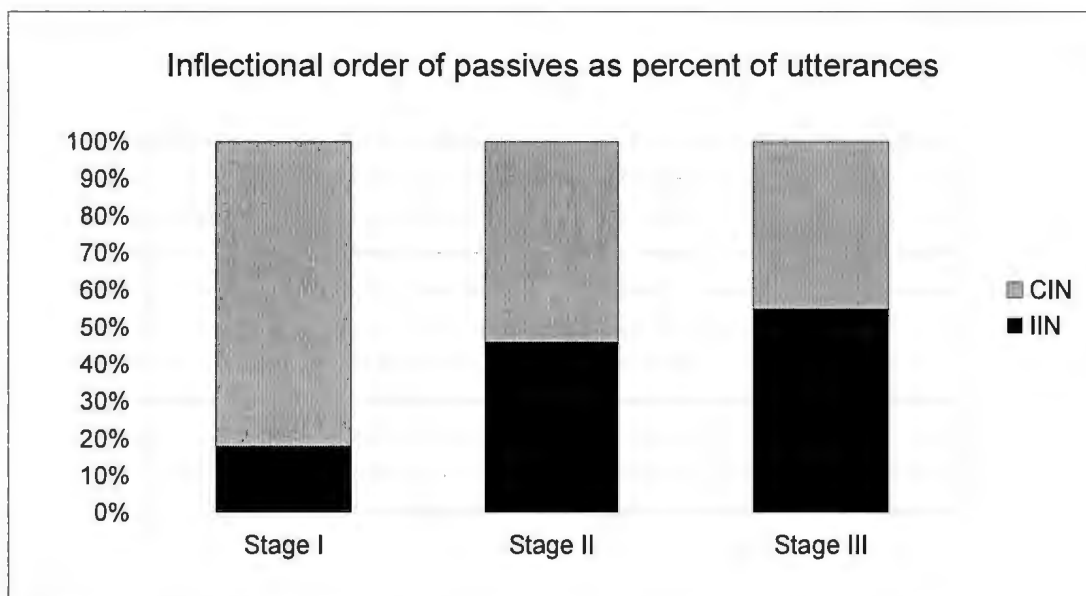 Inflectional order of passives as percent of utterances
100%
90%
80%
70%
60%
50%
40%
30%
20%
10%
0%
Stage I
Stage II
Stage III
CIN
IIN